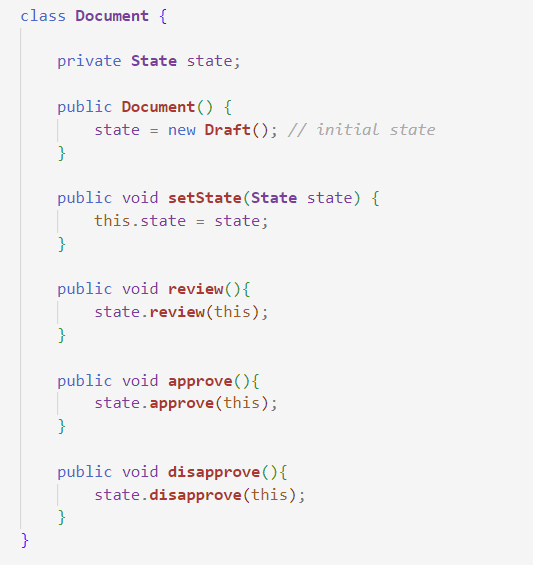 class Document {
private State state;
public Document() {
state = new Draft(); // initial state
}
public void setState(State state) {
this.state = state;
}
public void review(){
state.review(this);
}
public void approve(){
state.approve(this);
}
public void disapprove(){
state.disapprove(this);
}
}